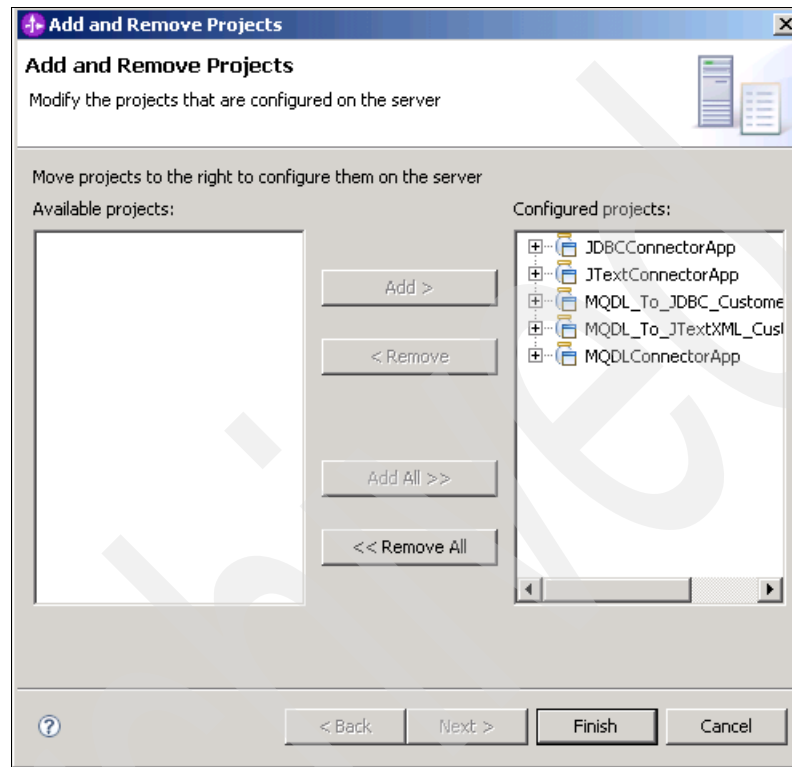 Add and Remove Projects
Add and Remove Projects
Modify the projects that are configured on the server
Move projects to the right to configure them on the server
Available projects:
Configured projects:
JDBCConnectorApp
JTextConnectorApp
MQDL_To_JDBC_Custome
MQDL_To_JTextXML_Cust
MQDLConnectorApp
Add >
< Remove
Add All >>
<< Remove All
?
< Back
Next >
Finish
Cancel